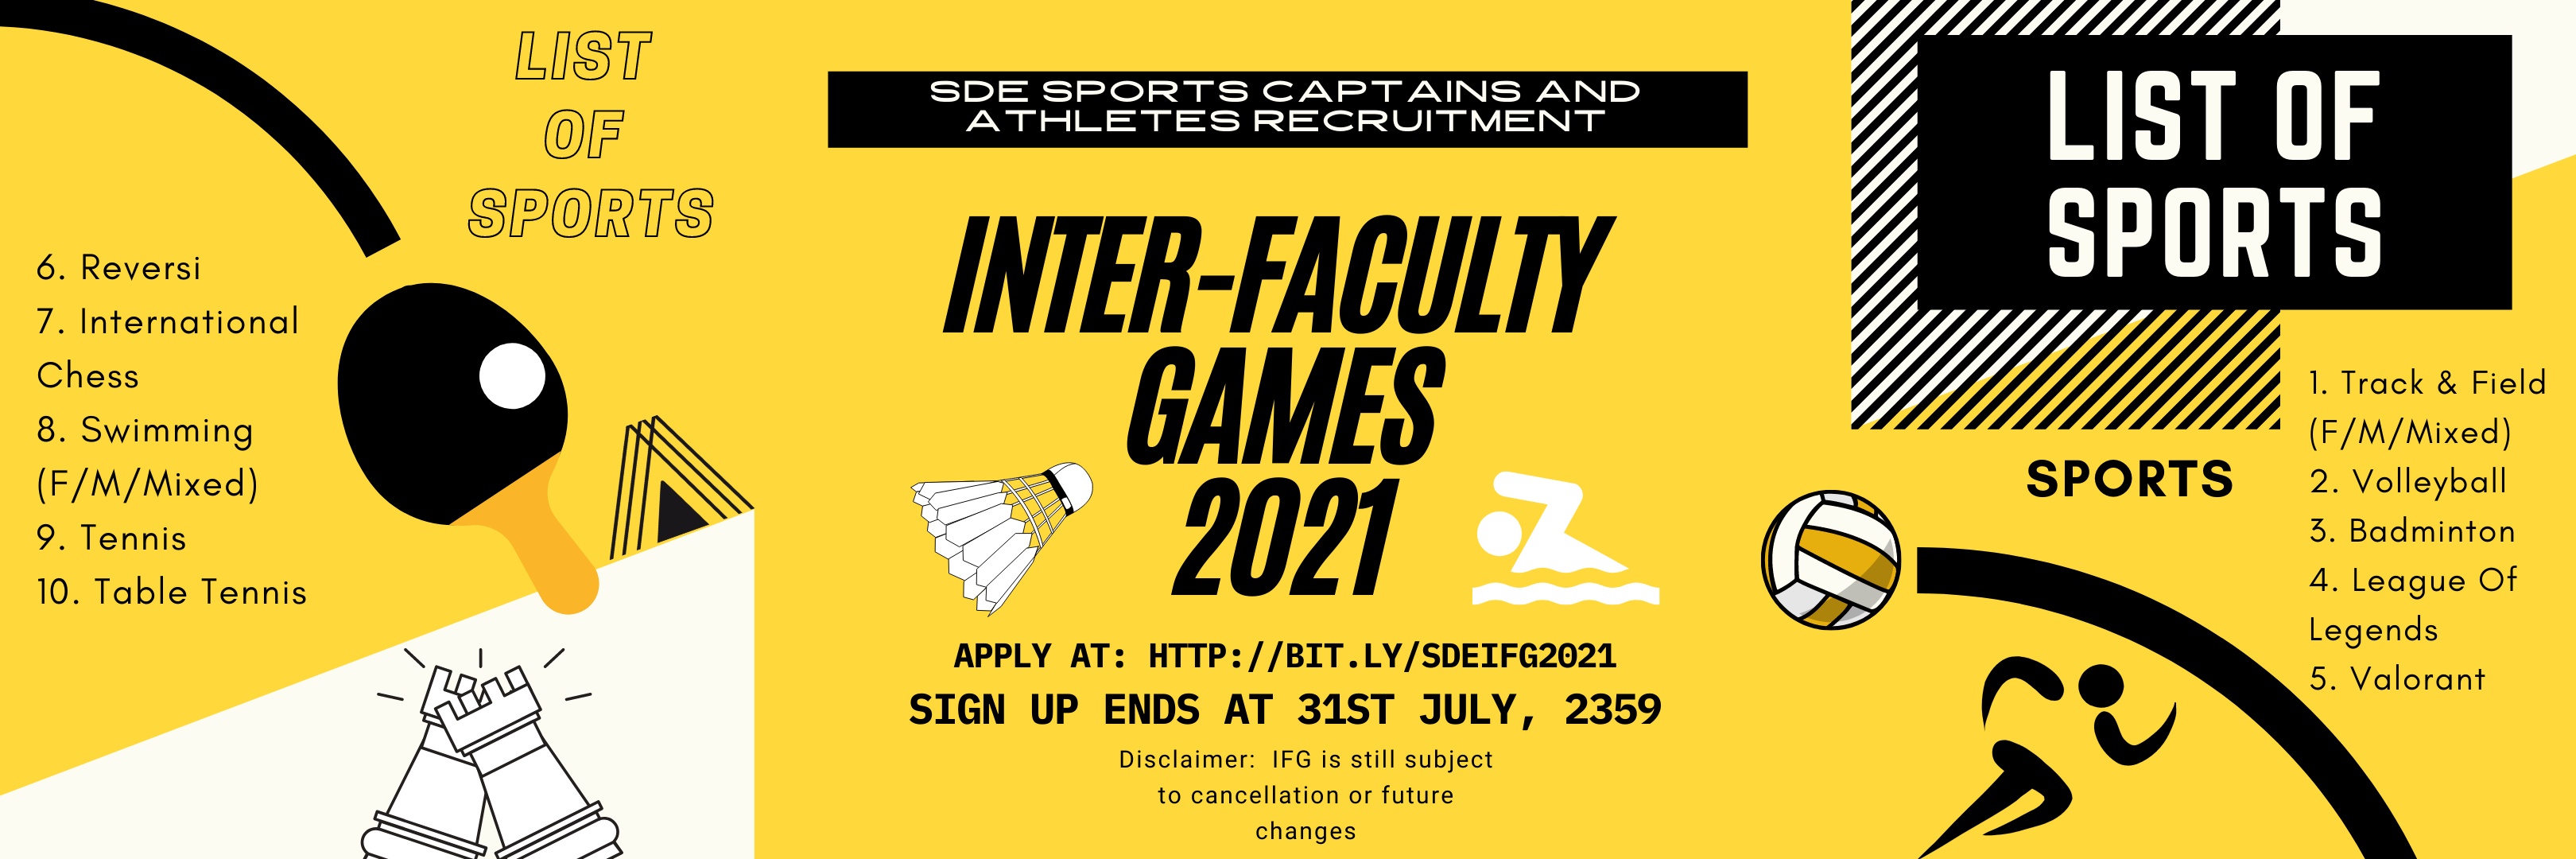 LIST
OF
SPORTS
6. Reversi
7. International
Chess
8. Swimming
(F/M/Mixed)
9. Tennis
10. Table Tennis
SDE SPORTS CAPTAINS AND
ATHLETES RECRUITMENT
INTER-FACULTY
GAMES
2021
APPLY AT: HTTP://BIT.LY/SDEIFG2021
SIGN UP ENDS AT 31ST JULY, 2359
Disclaimer: IFG is still subject
to cancellation or future
changes
LIST OF
SPORTS
SPORTS
1. Track & Field
(F/M/Mixed)
2. Volleyball
3. Badminton
4. League Of
Legends
5. Valorant